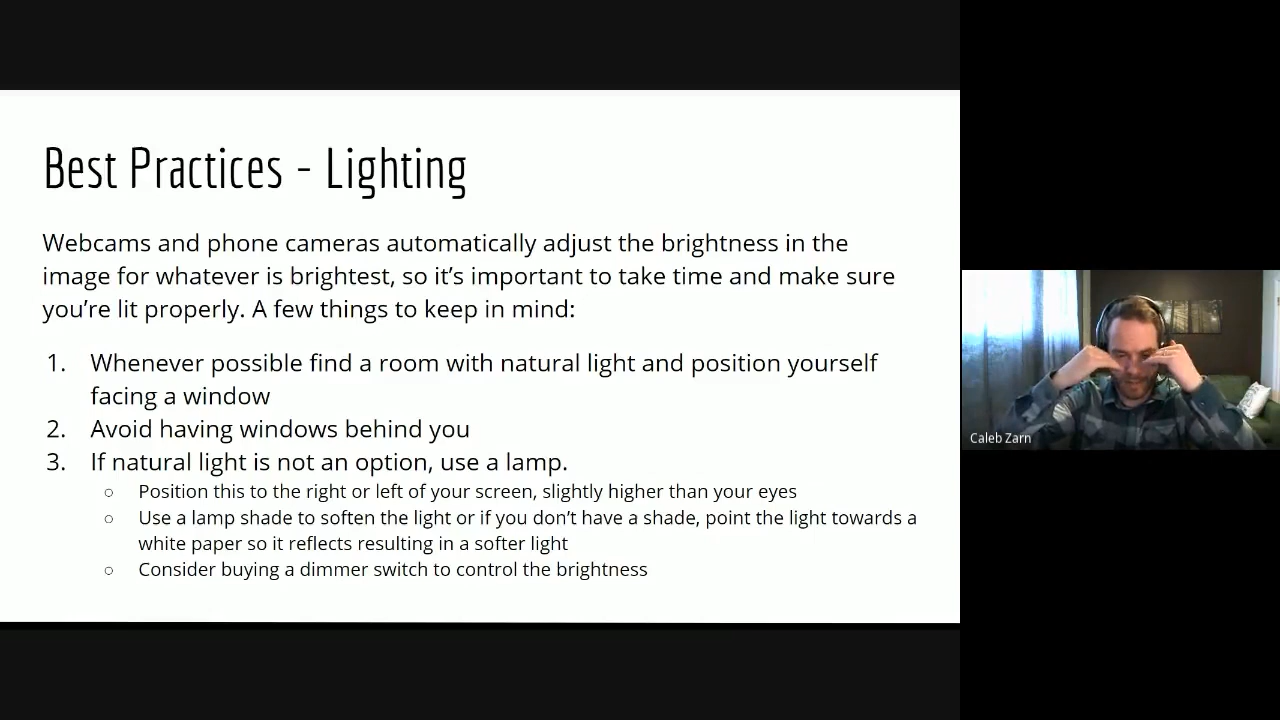 Best Practices - Lighting
Webcams and phone cameras automatically adjust the brightness in the
image for whatever is brightest, so it’s important to take time and make sure
you’re lit properly. A few things to keep in mind:
1. Whenever possible find a room with natural light and position yourself
facing a window
2. Avoid having windows behind you
3. If natural light is not an option, use a lamp.
○ Position this to the right or left of your screen, slightly higher than your eyes
○ Use a lamp shade to soften the light or if you don’t have a shade, point the light towards a
white paper so it reflects resulting in a softer light
○ Consider buying a dimmer switch to control the brightness
Caleb Zarn